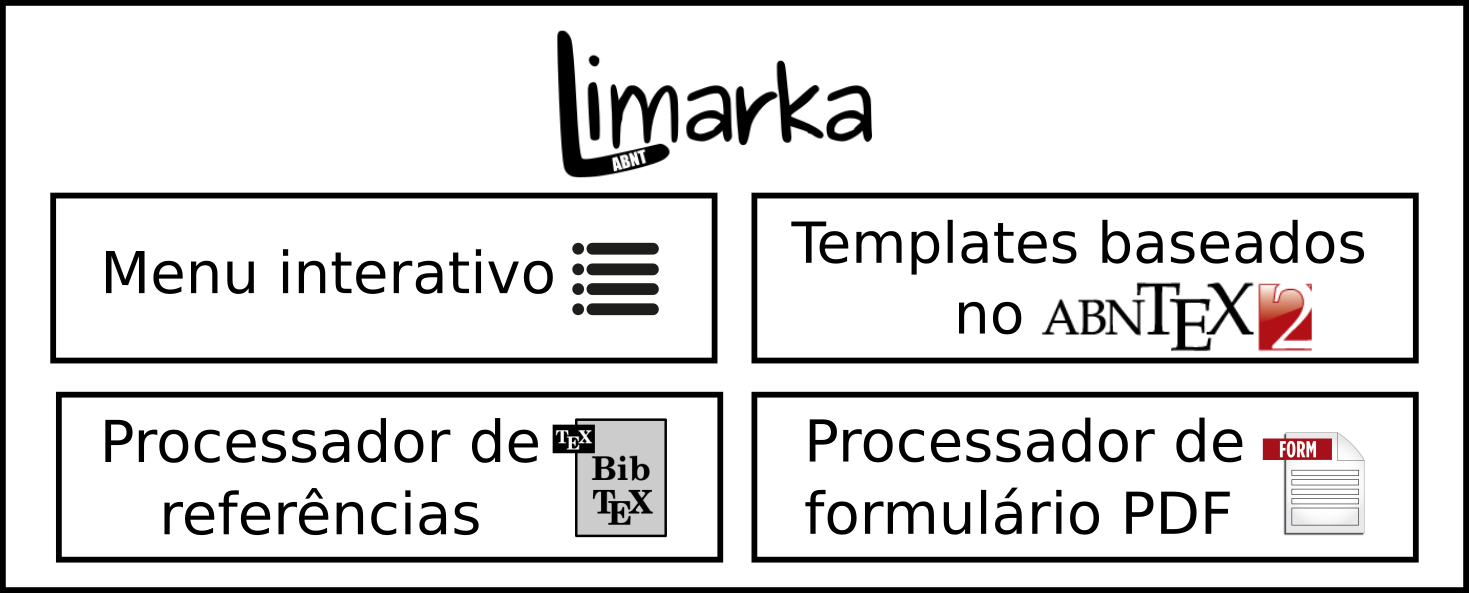 Limarka
ABNT
Menu interativo
Templates baseados
no ABNTEX2
Processador de
referências
TEX
Bib
TEX
Processador de
formulário PDF
FORM